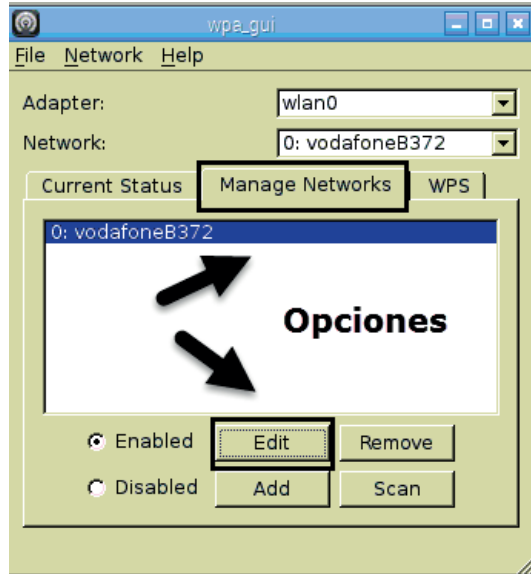 wpa_gui
File Network Help
Adapter: wlan0
Network: 0: vodafoneB372
Current Status Manage Networks WPS
0: vodafoneB372
Opciones
Enabled Edit Remove
Disabled Add Scan